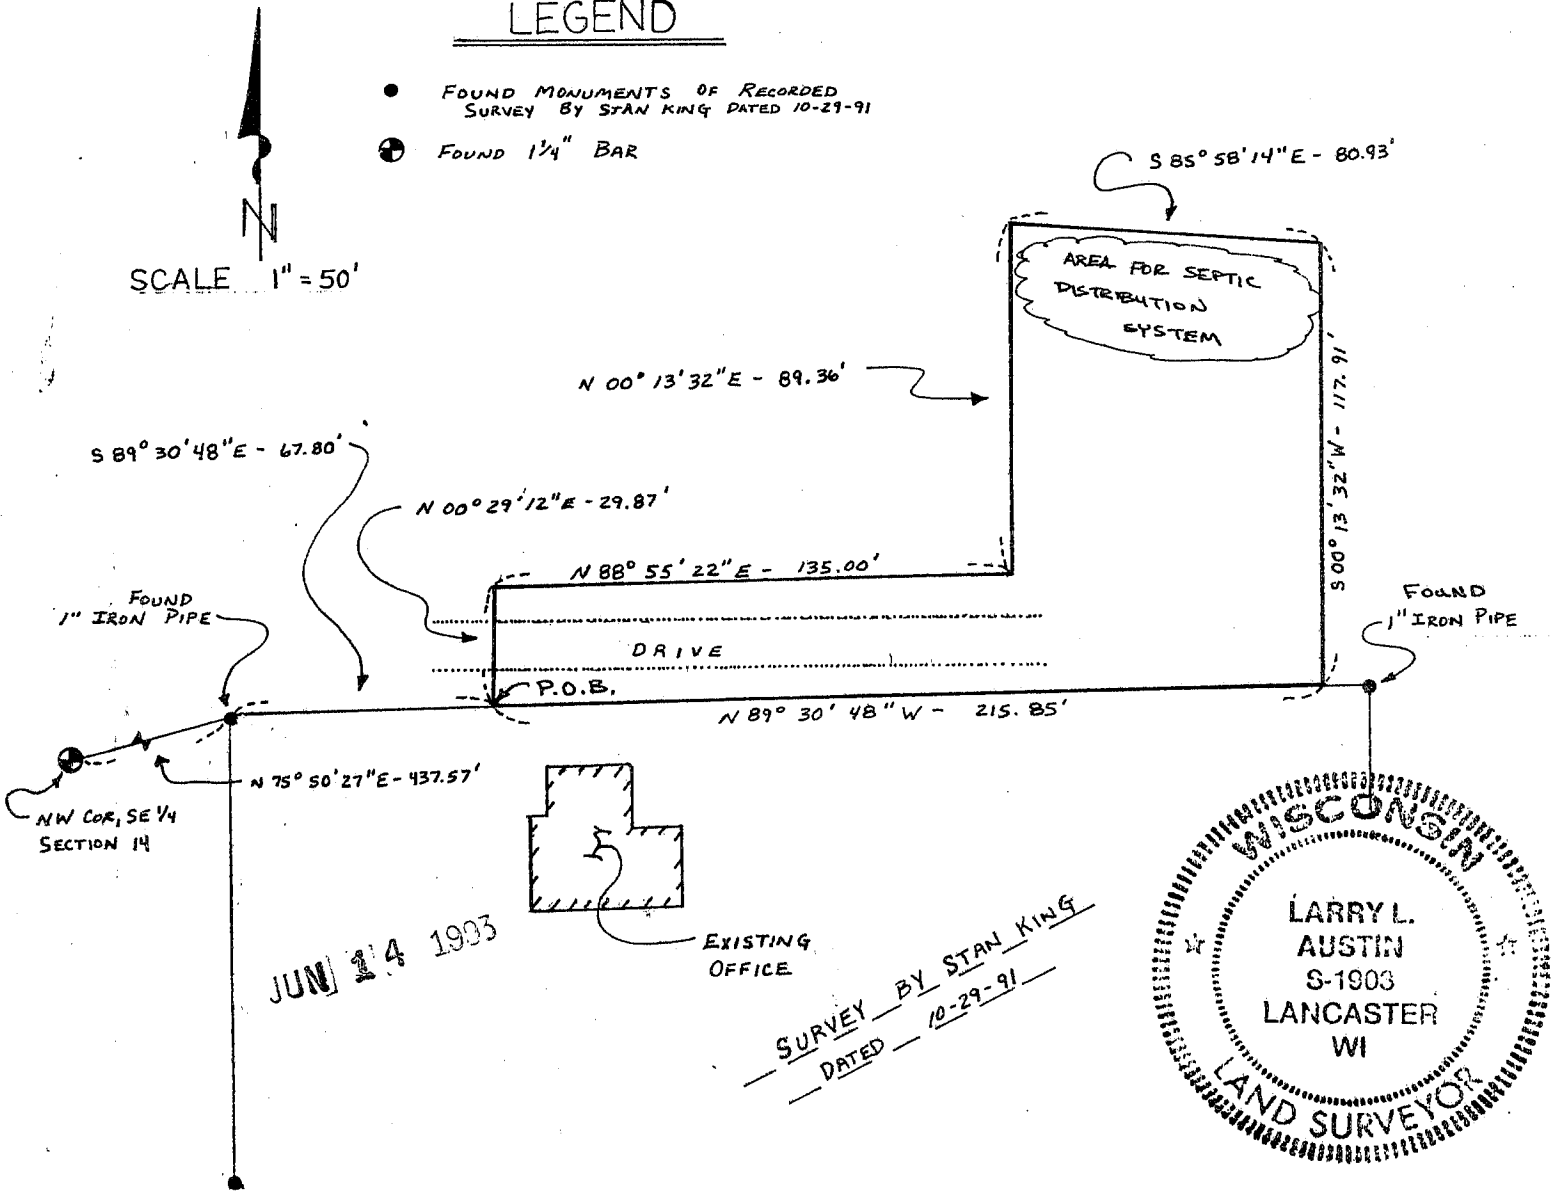 LEGEND
FOUND MONUMENTS OF RECORDED
SURVEY BY STAN KING DATED 10-29-91
FOUND 1 1/4" BAR
N
SCALE 1" = 50'
S 85° 58' 14" E - 80.93'
AREA FOR SEPTIC
DISTRIBUTION
SYSTEM
N 00° 13' 32" E - 89.36'
S 00° 13' 32" W - 117.91'
S 89° 30' 48" E - 67.80'
N 00° 29' 12" E - 29.87'
N 88° 55' 22" E - 135.00'
FOUND
1" IRON PIPE
FOUND
1" IRON PIPE
DRIVE
P.O.B.
N 89° 30' 48" W - 215.85'
N 75° 50' 27" E - 437.57'
NW COR, SE 1/4
SECTION 14
EXISTING
OFFICE
JUN 14 1993
SURVEY BY STAN KING
DATED 10-29-91
WISCONSIN
LARRY L.
AUSTIN
S-1903
LANCASTER
WI
LAND SURVEYOR